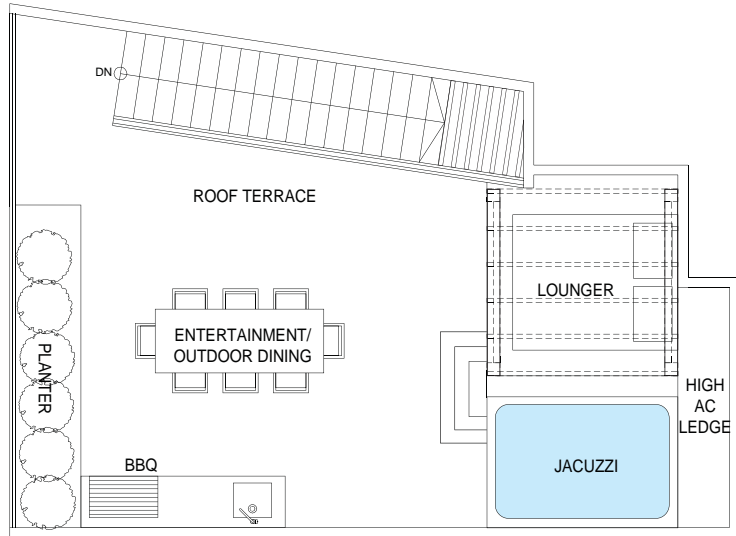 DN
ROOF TERRACE
LOUNGER
ENTERTAINMENT/
OUTDOOR DINING
PLANTER
HIGH
AC
LEDGE
BBQ
JACUZZI